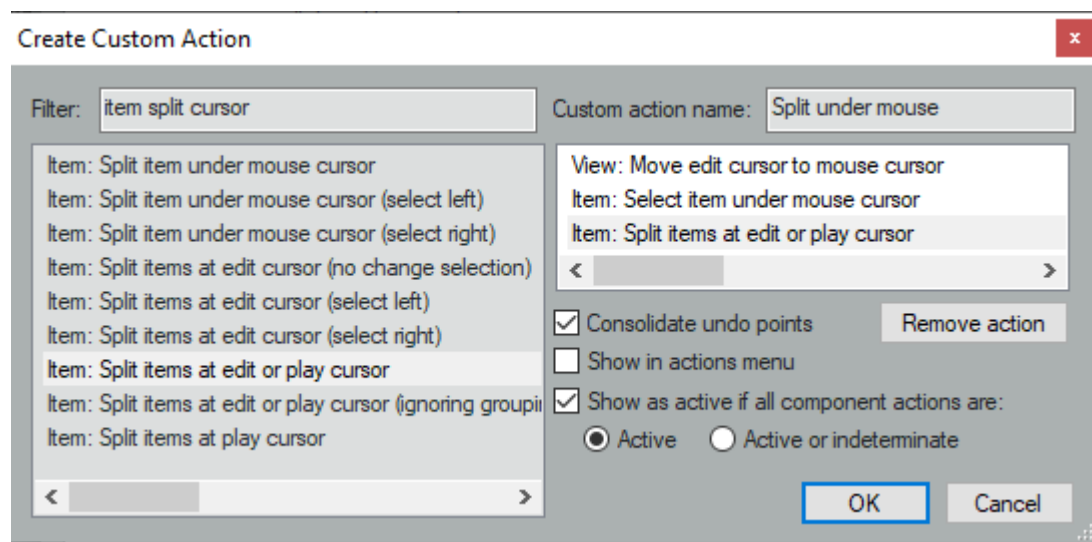 Create Custom Action
x
Filter:
item split cursor
Custom action name:
Split under mouse
Item: Split item under mouse cursor
Item: Split item under mouse cursor (select left)
Item: Split item under mouse cursor (select right)
Item: Split items at edit cursor (no change selection)
Item: Split items at edit cursor (select left)
Item: Split items at edit cursor (select right)
Item: Split items at edit or play cursor
Item: Split items at edit or play cursor (ignoring groupin
Item: Split items at play cursor
View: Move edit cursor to mouse cursor
Item: Select item under mouse cursor
Item: Split items at edit or play cursor
Consolidate undo points
Remove action
Show in actions menu
Show as active if all component actions are:
Active
Active or indeterminate
OK
Cancel